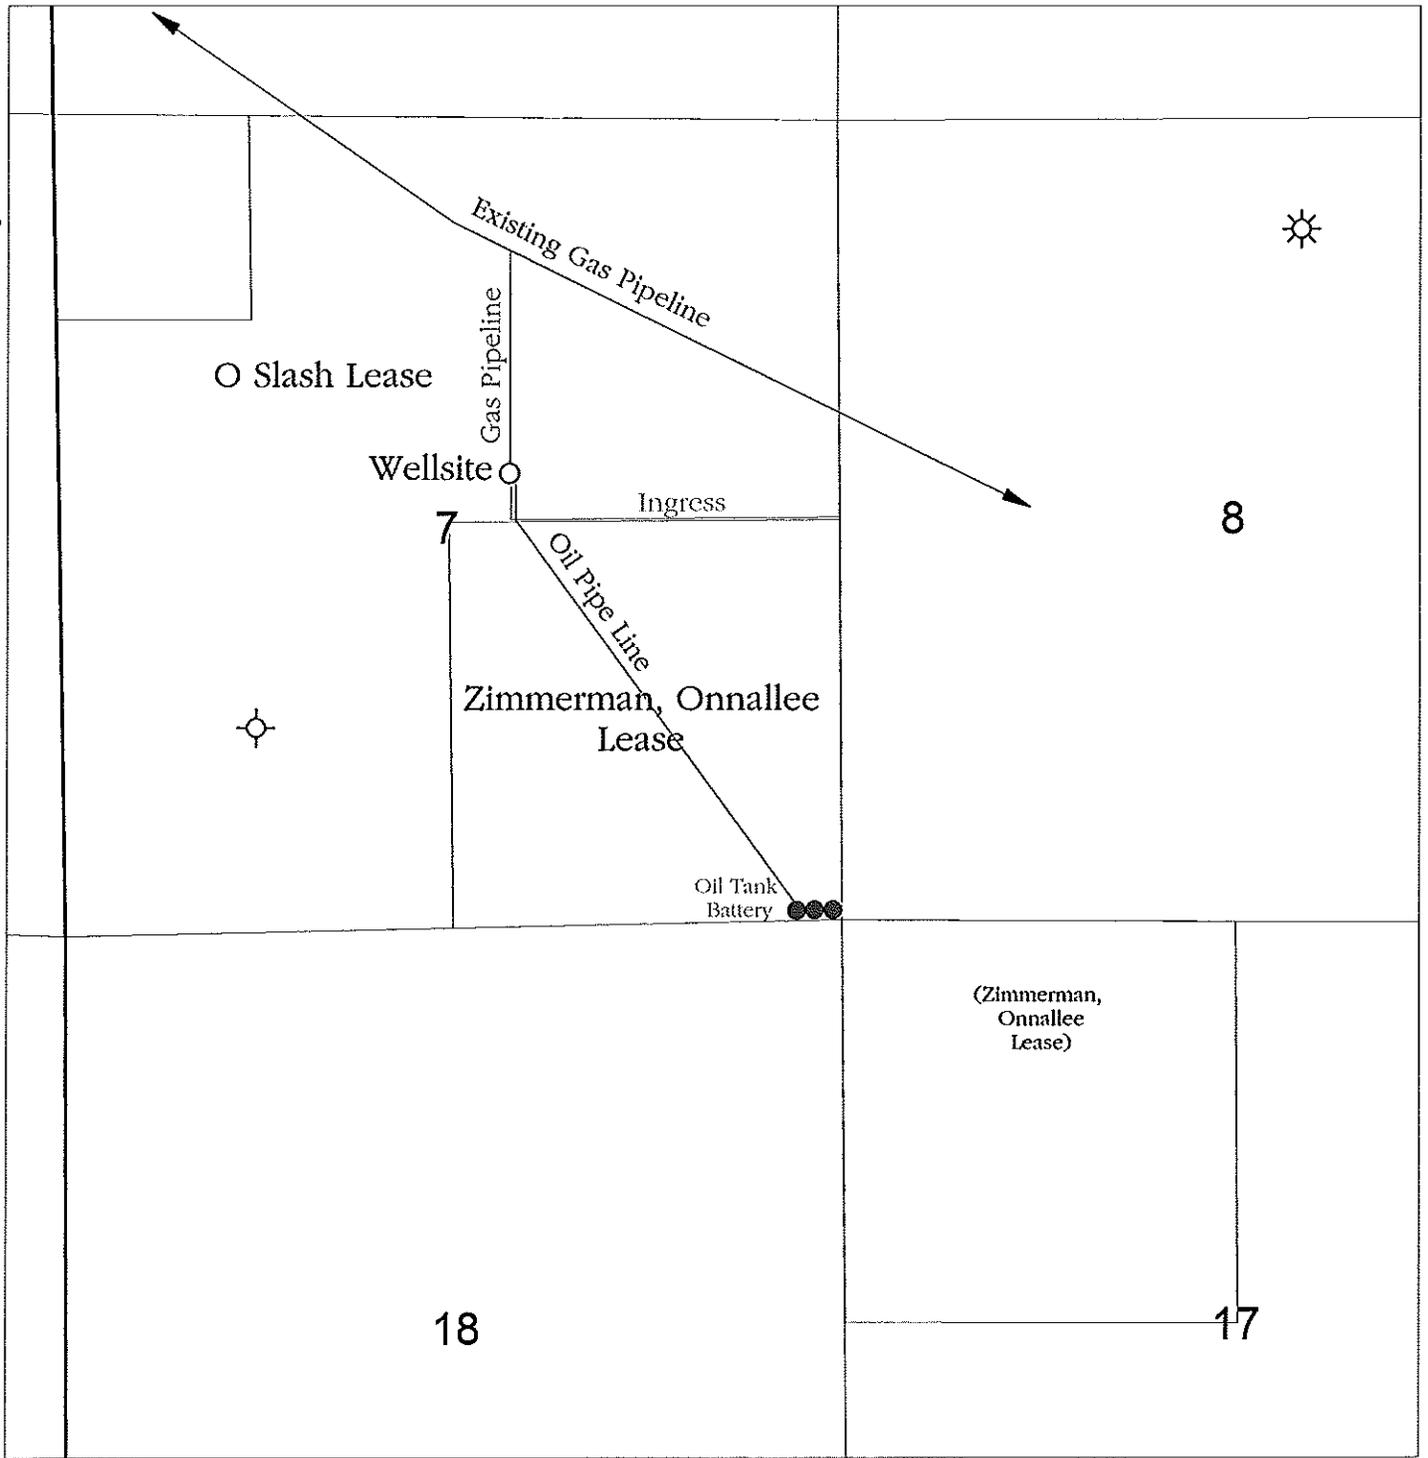 Existing Gas Pipeline
Gas Pipeline
O Slash Lease
Wellsite
Ingress
7
8
Oil Pipe Line
Zimmerman, Onnallee
Lease
Oil Tank
Battery
(Zimmerman,
Onnallee
Lease)
18
17